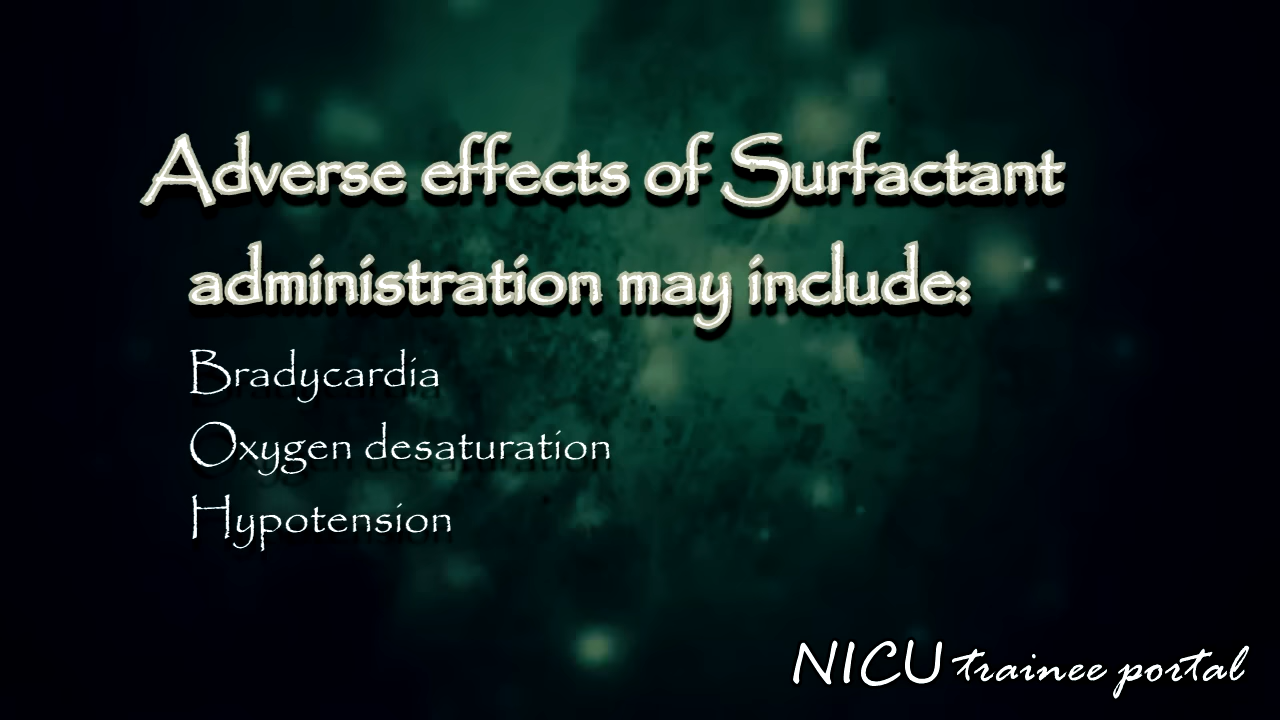 Adverse effects of Surfactant
administration may include:
Bradycardia
Oxygen desaturation
Hypotension
NICU trainee portal